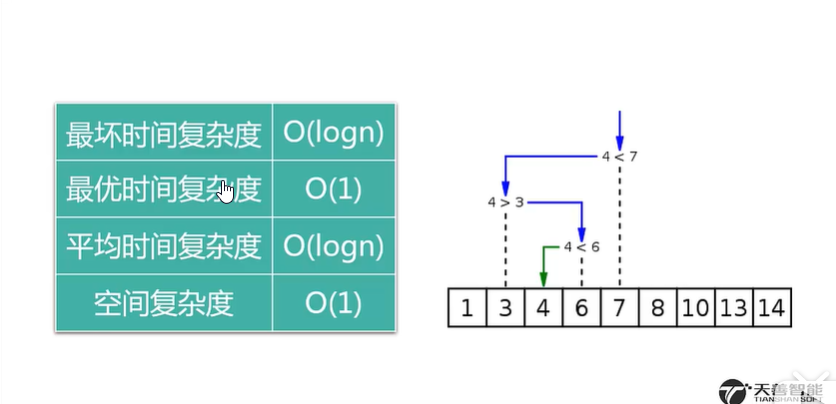 最坏时间复杂度 O(logn)
最优时间复杂度 O(1)
平均时间复杂度 O(logn)
空间复杂度 O(1)
4 < 7
4 > 3
4 < 6
1 3 4 6 7 8 10 13 14
天善智能